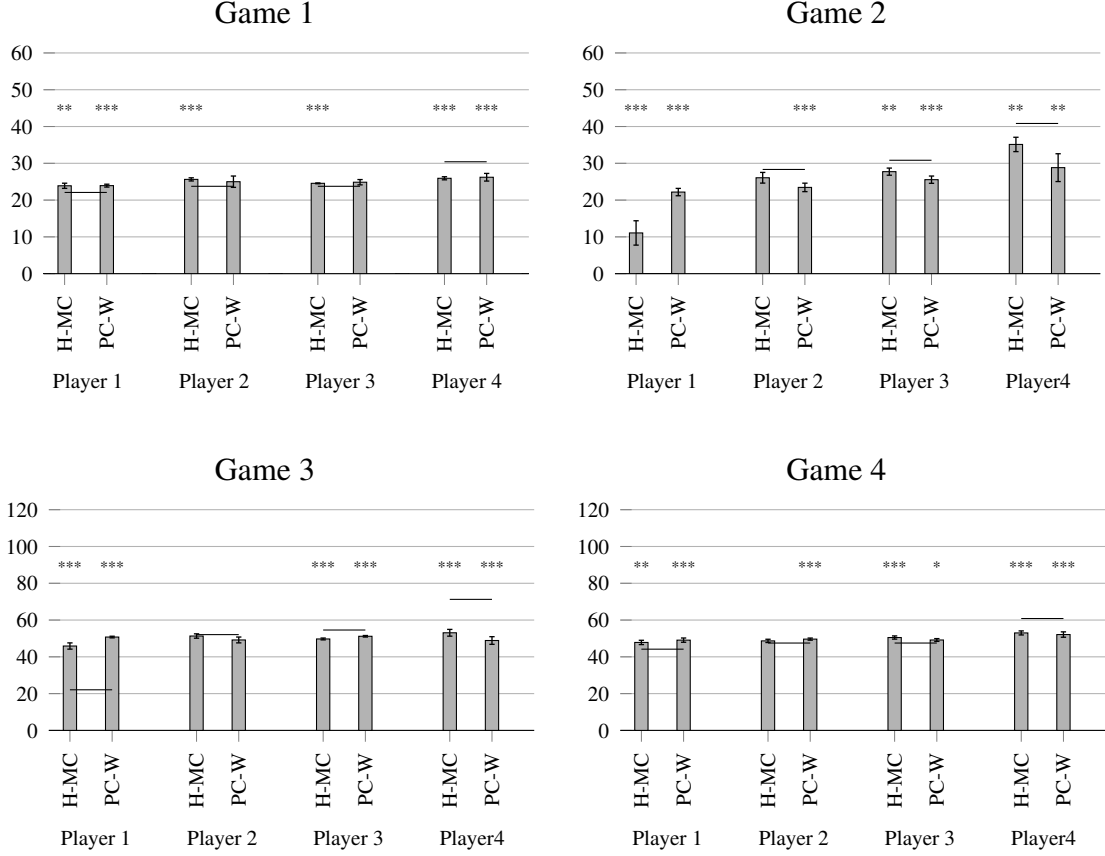 Game 1
60
50
40
30
20
10
0
** *** *** *** *** ***
H-MC PC-W H-MC PC-W H-MC PC-W H-MC PC-W
Player 1 Player 2 Player 3 Player 4
Game 2
60
50
40
30
20
10
0
*** *** *** ** *** ** **
H-MC PC-W H-MC PC-W H-MC PC-W H-MC PC-W
Player 1 Player 2 Player 3 Player4
Game 3
120
100
80
60
40
20
0
*** *** *** *** *** ***
H-MC PC-W H-MC PC-W H-MC PC-W H-MC PC-W
Player 1 Player 2 Player 3 Player4
Game 4
120
100
80
60
40
20
0
** *** *** *** * *** ***
H-MC PC-W H-MC PC-W H-MC PC-W H-MC PC-W
Player 1 Player 2 Player 3 Player4